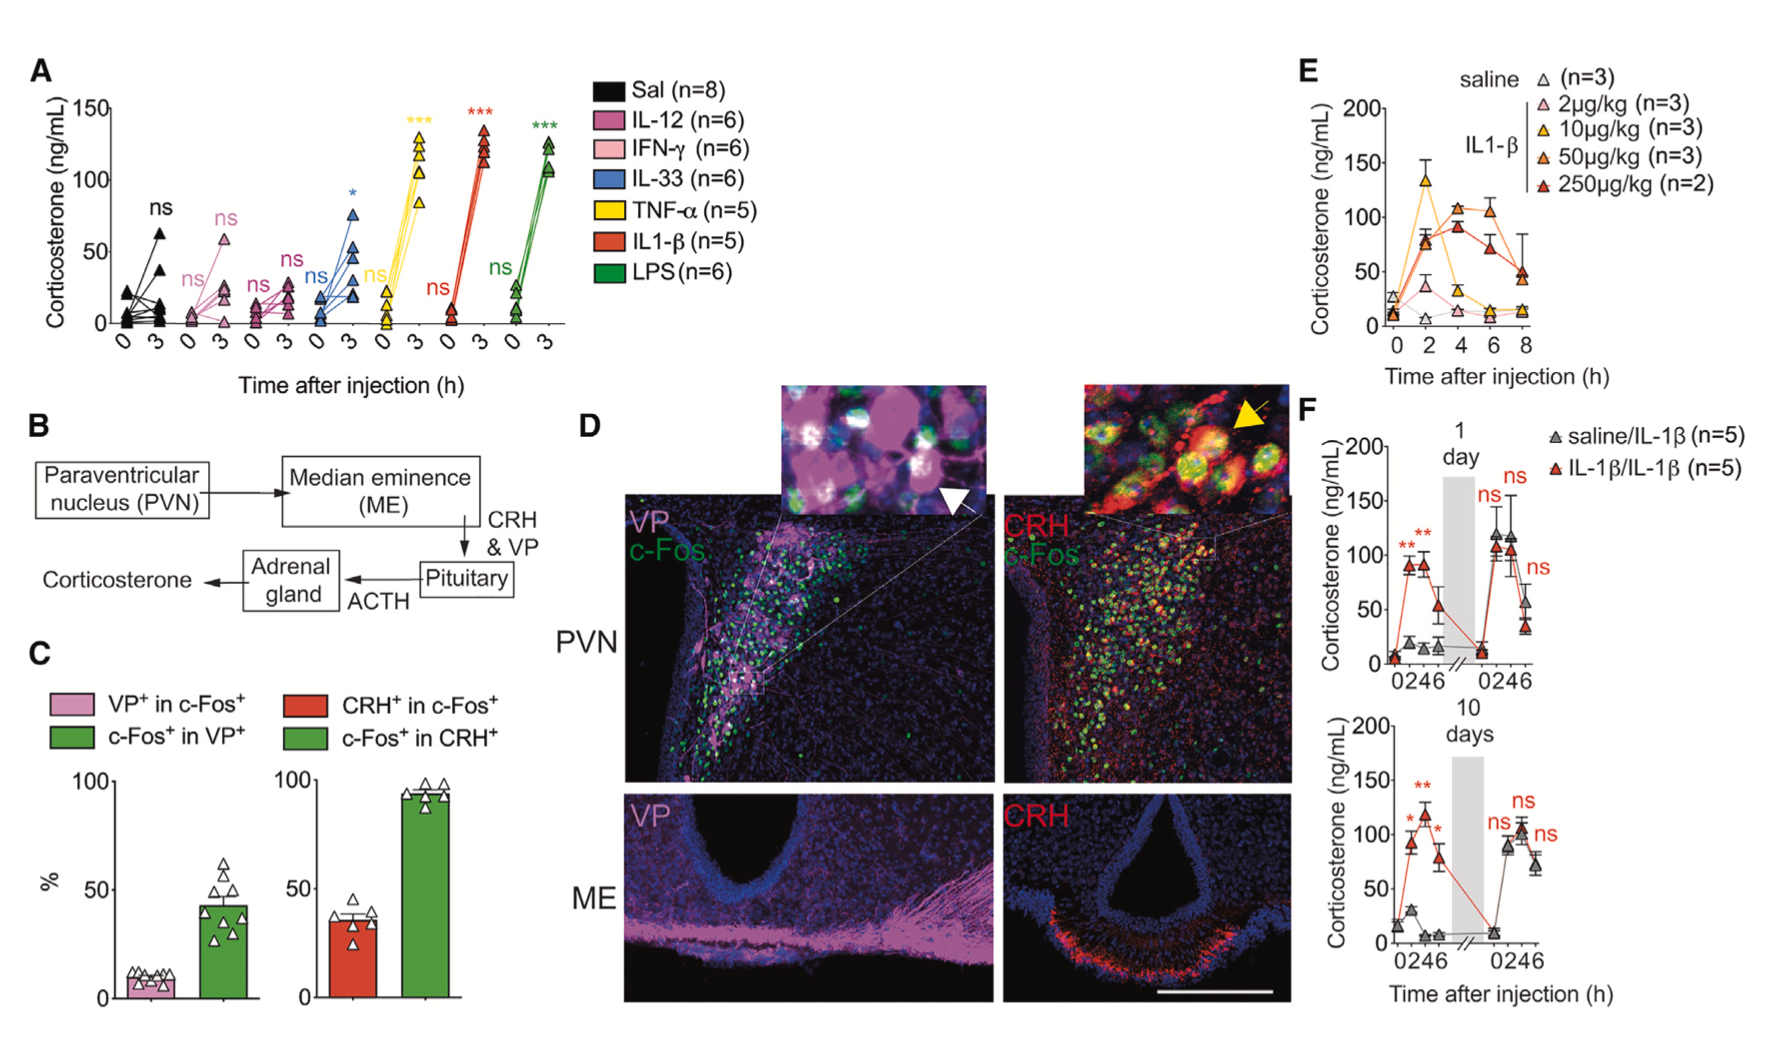 A
Corticosterone (ng/mL)
150
100
50
0
ns
ns
ns
ns
ns
ns
*
ns
***
ns
***
ns
***
0 3 0 3 0 3 0 3 0 3 0 3 0 3
Time after injection (h)
Sal (n=8)
IL-12 (n=6)
IFN-γ (n=6)
IL-33 (n=6)
TNF-α (n=5)
IL1-β (n=5)
LPS (n=6)
B
Paraventricular
nucleus (PVN)
Median eminence
(ME)
CRH
& VP
Pituitary
ACTH
Adrenal
gland
Corticosterone
C
VP⁺ in c-Fos⁺
c-Fos⁺ in VP⁺
CRH⁺ in c-Fos⁺
c-Fos⁺ in CRH⁺
%
100
50
0
100
50
0
D
VP
c-Fos
CRH
c-Fos
PVN
VP
CRH
ME
E
saline
(n=3)
IL1-β
2µg/kg (n=3)
10µg/kg (n=3)
50µg/kg (n=3)
250µg/kg (n=2)
Corticosterone (ng/mL)
200
150
100
50
0
0 2 4 6 8
Time after injection (h)
F
saline/IL-1β (n=5)
IL-1β/IL-1β (n=5)
1
day
Corticosterone (ng/mL)
200
150
100
50
0
**
**
ns
ns
ns
0246
0246
10
days
Corticosterone (ng/mL)
200
150
100
50
0
*
**
*
ns
ns
ns
0246
0246
Time after injection (h)